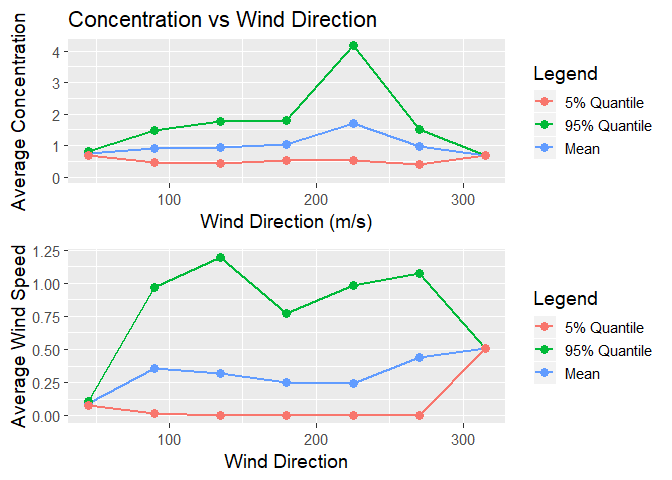 Concentration vs Wind Direction
Average Concentration
4
3
2
1
0
100 200 300
Wind Direction (m/s)
Legend
5% Quantile
95% Quantile
Mean
Average Wind Speed
1.25
1.00
0.75
0.50
0.25
0.00
100 200 300
Wind Direction
Legend
5% Quantile
95% Quantile
Mean